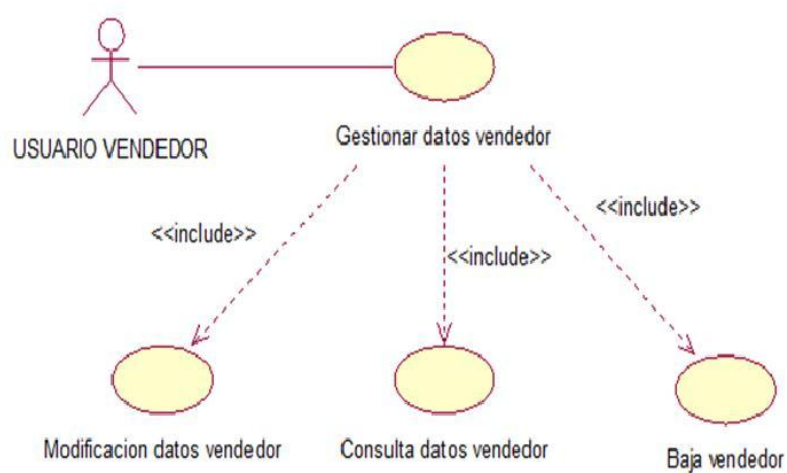 USUARIO VENDEDOR
Gestionar datos vendedor
<<include>>
<<include>>
<<include>>
Modificacion datos vendedor
Consulta datos vendedor
Baja vendedor